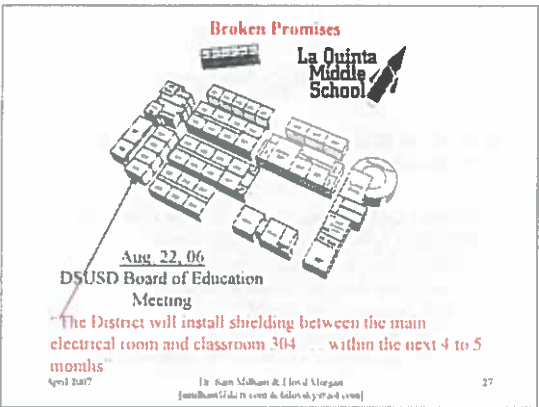 Broken Promises
La Quinta
Middle
School
Aug. 22, 06
DSUSD Board of Education
Meeting
"The District will install shielding between the main
electrical room and classroom 304 . . . within the next 4 to 5
months"
April 2007
Dr. Sam Milham & Lloyd Morgan
27